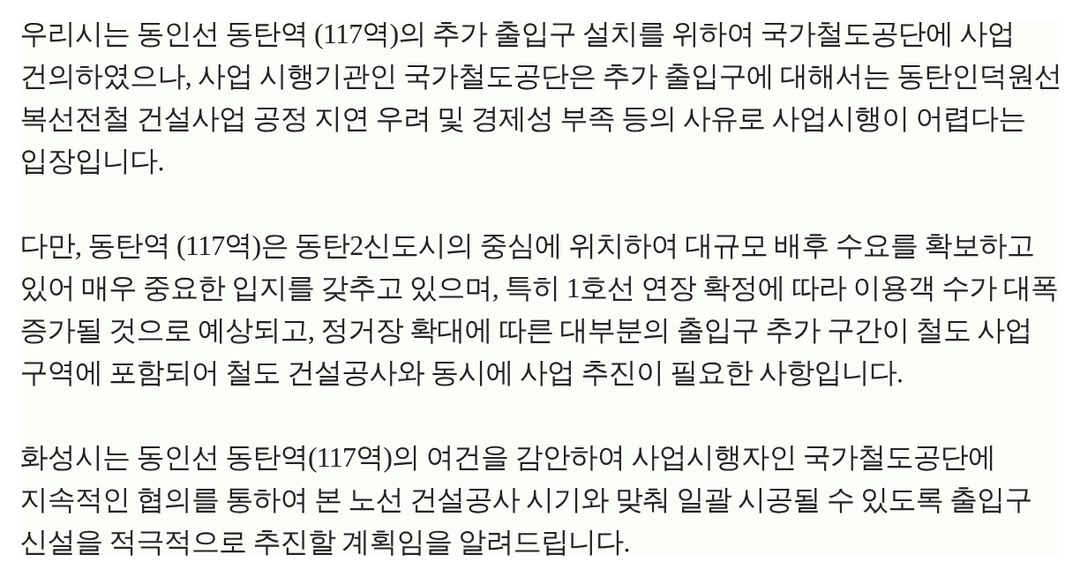 우리시는 동인선 동탄역 (117역)의 추가 출입구 설치를 위하여 국가철도공단에 사업
건의하였으나, 사업 시행기관인 국가철도공단은 추가 출입구에 대해서는 동탄인덕원선
복선전철 건설사업 공정 지연 우려 및 경제성 부족 등의 사유로 사업시행이 어렵다는
입장입니다.
다만, 동탄역 (117역)은 동탄2신도시의 중심에 위치하여 대규모 배후 수요를 확보하고
있어 매우 중요한 입지를 갖추고 있으며, 특히 1호선 연장 확정에 따라 이용객 수가 대폭
증가될 것으로 예상되고, 정거장 확대에 따른 대부분의 출입구 추가 구간이 철도 사업
구역에 포함되어 철도 건설공사와 동시에 사업 추진이 필요한 사항입니다.
화성시는 동인선 동탄역(117역)의 여건을 감안하여 사업시행자인 국가철도공단에
지속적인 협의를 통하여 본 노선 건설공사 시기와 맞춰 일괄 시공될 수 있도록 출입구
신설을 적극적으로 추진할 계획임을 알려드립니다.